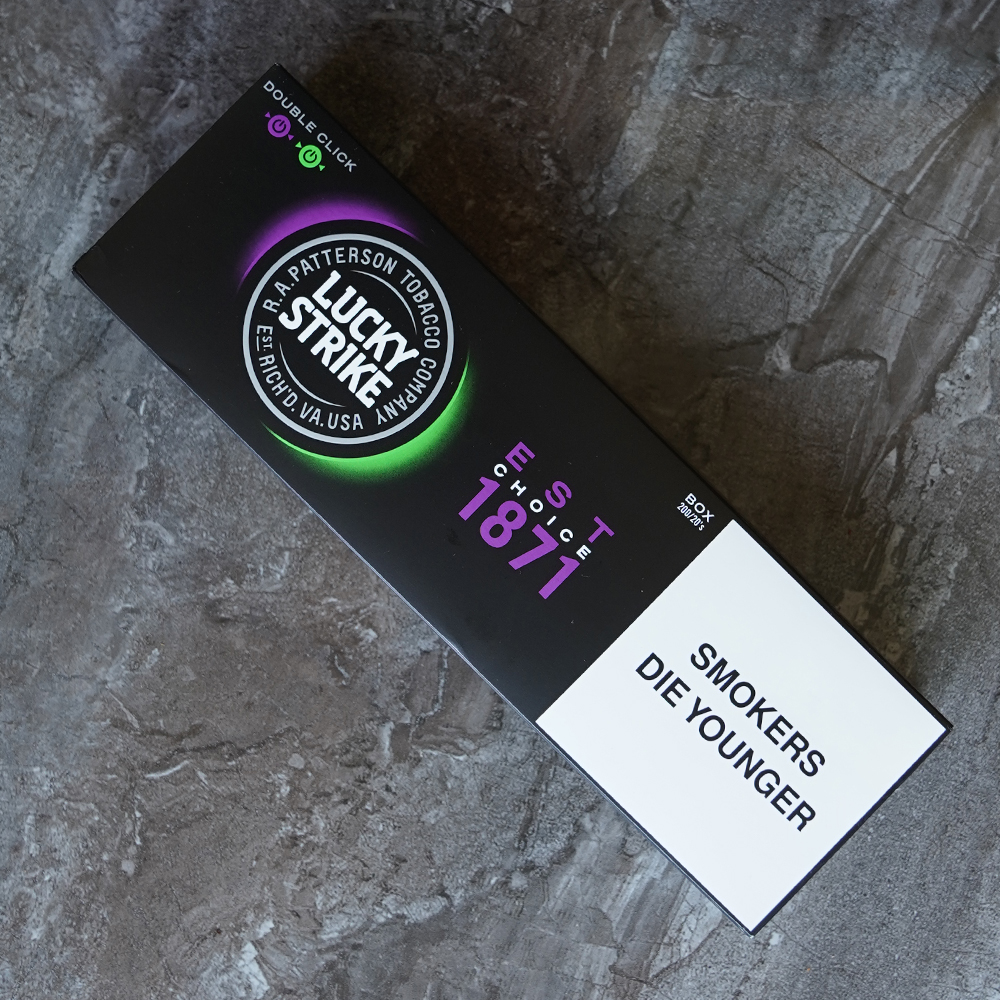 DOUBLE CLICK
R.A. PATTERSON TOBACCO COMPANY
LUCKY
STRIKE
EST. RICH'D. VA. USA
EST
CHOICE
1871
BOX
200/20's
SMOKERS
DIE YOUNGER